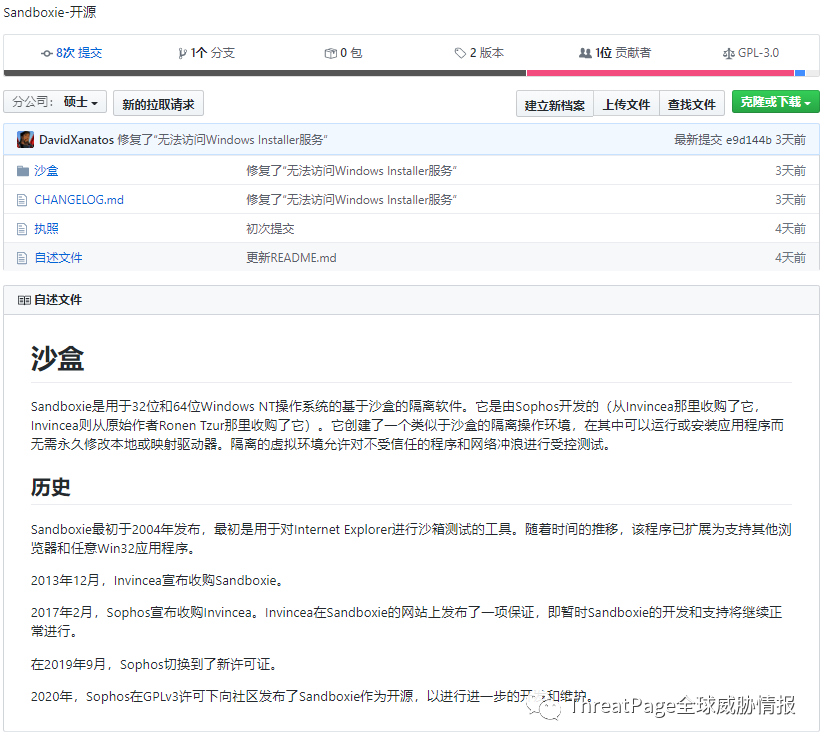 Sandboxie-开源
8次 提交 1个 分支 0 包 2 版本 1位 贡献者 GPL-3.0
分公司： 硕士 新的拉取请求 建立新档案 上传文件 查找文件 克隆或下载
DavidXanatos 修复了“无法访问Windows Installer服务” 最新提交 e9d144b 3天前
沙盒 修复了“无法访问Windows Installer服务” 3天前
CHANGELOG.md 修复了“无法访问Windows Installer服务” 3天前
执照 初次提交 4天前
自述文件 更新README.md 4天前
自述文件
沙盒
Sandboxie是用于32位和64位Windows NT操作系统的基于沙盒的隔离软件。它是由Sophos开发的（从Invincea那里收购了它，
Invincea则从原始作者Ronen Tzur那里收购了它）。它创建了一个类似于沙盒的隔离操作环境，在其中可以运行或安装应用程序而
无需永久修改本地或映射驱动器。隔离的虚拟环境允许对不受信任的程序和网络冲浪进行受控测试。
历史
Sandboxie最初于2004年发布，最初是用于对Internet Explorer进行沙箱测试的工具。随着时间的推移，该程序已扩展为支持其他浏
览器和任意Win32应用程序。
2013年12月，Invincea宣布收购Sandboxie。
2017年2月，Sophos宣布收购Invincea。Invincea在Sandboxie的网站上发布了一项保证，即暂时Sandboxie的开发和支持将继续正
常进行。
在2019年9月，Sophos切换到了新许可证。
2020年，Sophos在GPLv3许可下向社区发布了Sandboxie作为开源，以进行进一步的开发和维护。
ThreatPage全球威胁情报